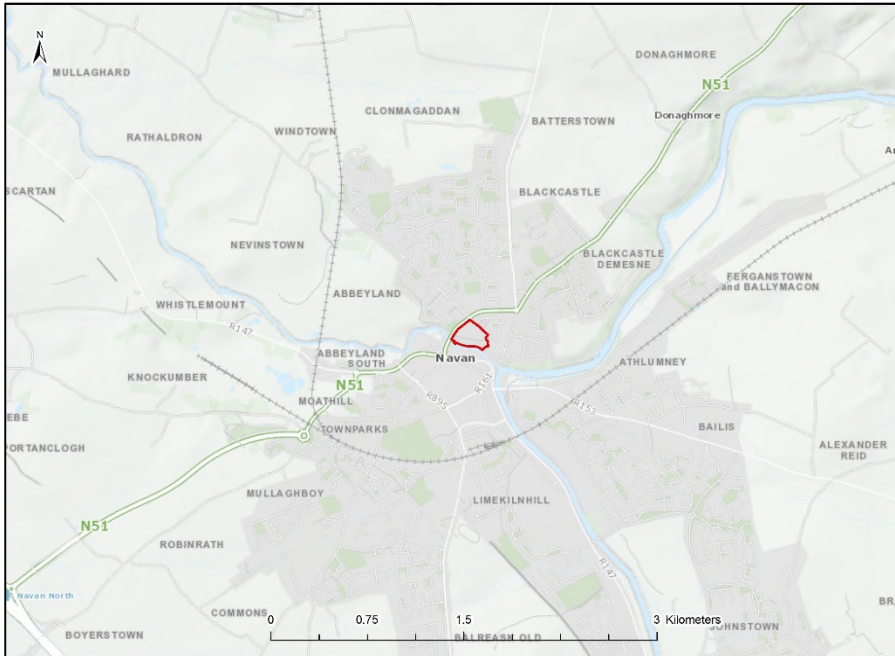 N
DONAGHMORE
MULLAGHARD
N51
CLONMAGADDAN
Donaghmore
BATTERSTOWN
WINDTOWN
RATHALDRON
SCARTAN
BLACKCASTLE
NEVINSTOWN
BLACKCASTLE
DEMESNE
FERGANSTOWN
and BALLYMACON
ABBEYLAND
WHISTLEMOUNT
R147
ABBEYLAND
SOUTH
Navan
ATHLUMNEY
KNOCKUMBER
N51
R161
R895
R153
MOATHILL
EBE
TOWNPARKS
BAILIS
PORTANCLOGH
ALEXANDER
REID
MULLAGHBOY
LIMEKILNHILL
N51
ROBINRATH
R147
Navan North
COMMONS
0 0.75 1.5 3 Kilometers
BOYERSTOWN
BALREASK OLD
JOHNSTOWN